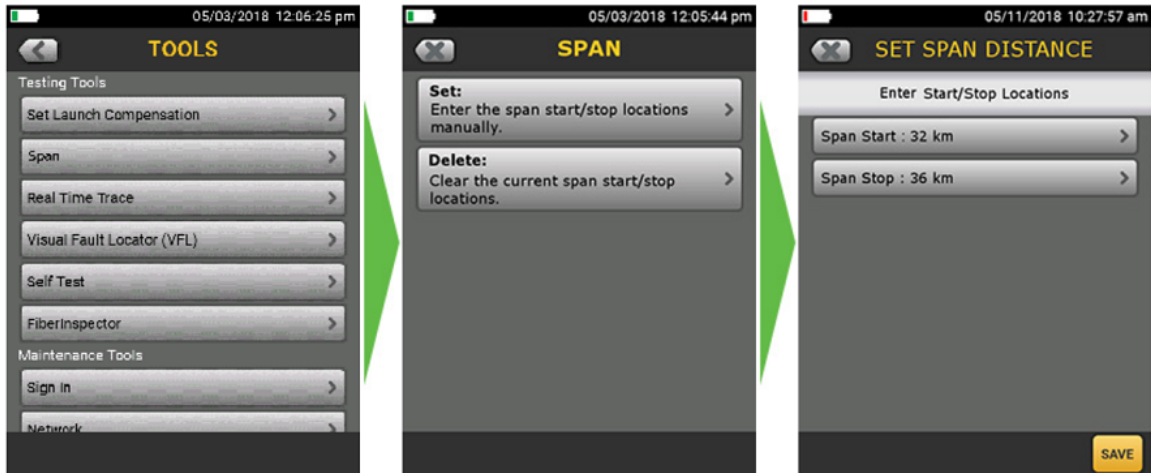 05/03/2018 12:06:25 pm
TOOLS
Testing Tools
Set Launch Compensation
Span
Real Time Trace
Visual Fault Locator (VFL)
Self Test
FiberInspector
Maintenance Tools
Sign In
Network
05/03/2018 12:05:44 pm
SPAN
Set:
Enter the span start/stop locations
manually.
Delete:
Clear the current span start/stop
locations.
05/11/2018 10:27:57 am
SET SPAN DISTANCE
Enter Start/Stop Locations
Span Start : 32 km
Span Stop : 36 km
SAVE